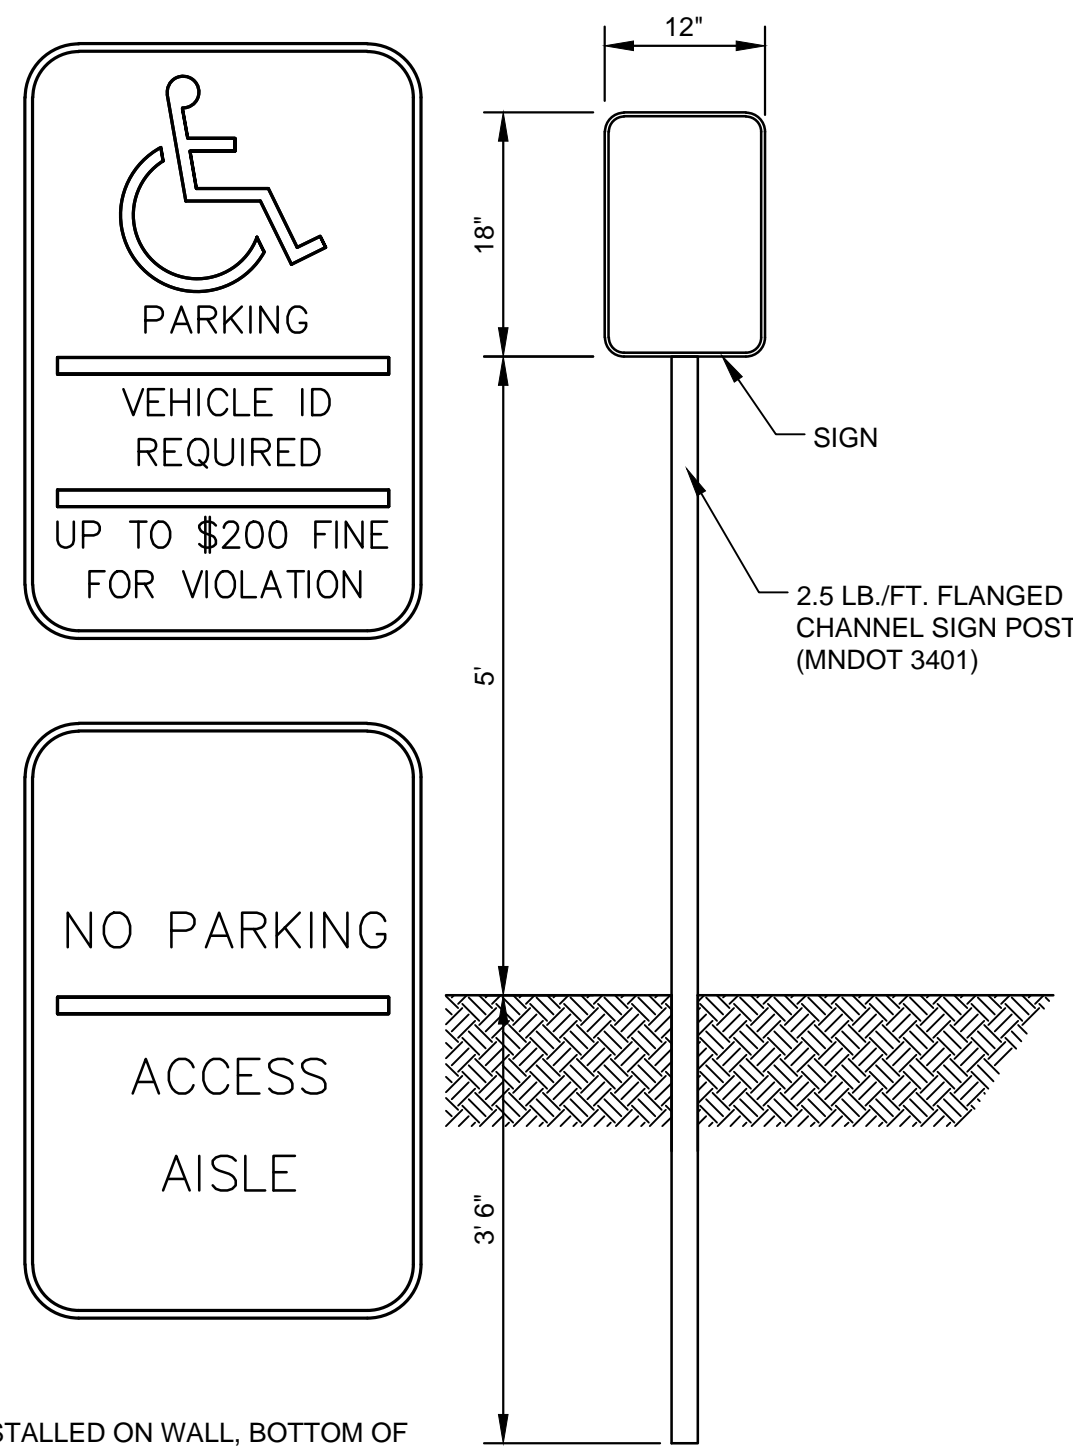 PARKING
VEHICLE ID
REQUIRED
UP TO $200 FINE
FOR VIOLATION
NO PARKING
ACCESS
AISLE
12"
18"
SIGN
2.5 LB./FT. FLANGED
CHANNEL SIGN POST
(MNDOT 3401)
5'
3' 6"
ON WALL, BOTTOM OF